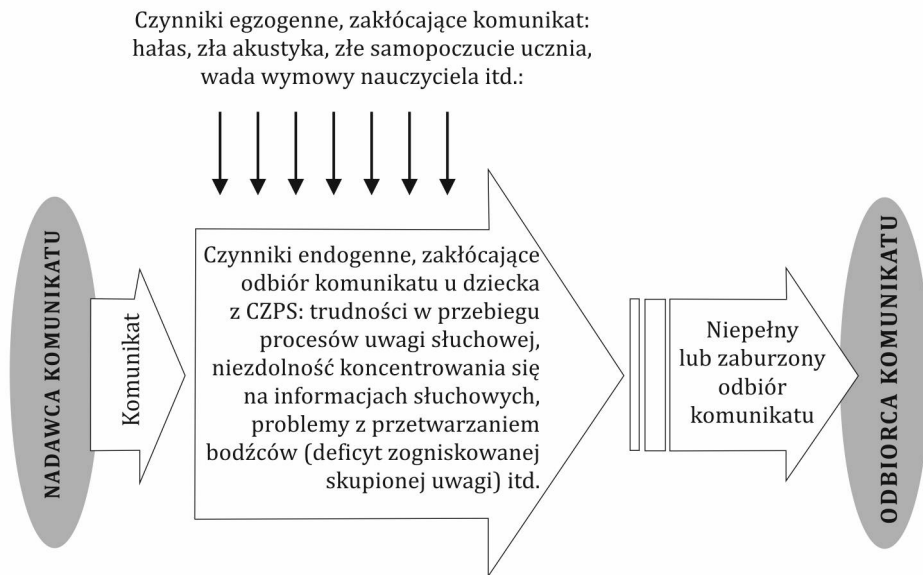 Czynniki egzogenne, zakłócające komunikat:
hałas, zła akustyka, złe samopoczucie ucznia,
wada wymowy nauczyciela itd.:
NADAWCA KOMUNIKATU
Komunikat
Czynniki endogenne, zakłócające
odbiór komunikatu u dziecka
z CZPS: trudności w przebiegu
procesów uwagi słuchowej,
niezdolność koncentrowania się
na informacjach słuchowych,
problemy z przetwarzaniem
bodźców (deficyt zogniskowanej
skupionej uwagi) itd.
Niepełny
lub zaburzony
odbiór
komunikatu
ODBIORCA KOMUNIKATU